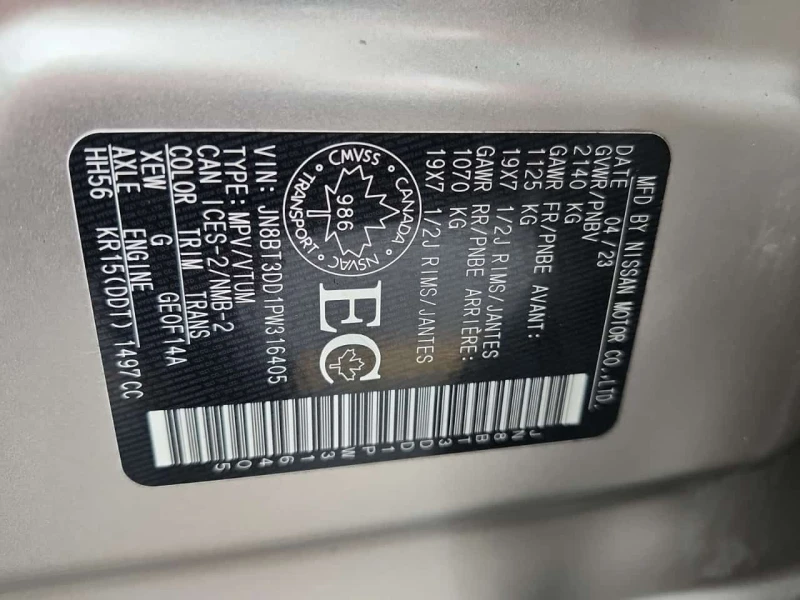 MFD BY NISSAN MOTOR CO.,LTD.
DATE 04/23
GVWR/PNBV
2140 KG
GAWR FR/PNBE AVANT:
1125 KG
19X7 1/2J RIMS/JANTES
GAWR RR/PNBE ARRIÈRE:
1070 KG
19X7 1/2J RIMS/JANTES
CMVSS
CANADA
NSVAC
TRANSPORT
986
EC
VIN: JN8BT3DD1PW316405
TYPE:MPV/VTUM
CAN ICES-2/NMB-2
COLOR TRIM TRANS
XEW G GE0F14A
AXLE ENGINE
HH56 KR15(DDT) 1497CC
JN8BT3DD1PW316405